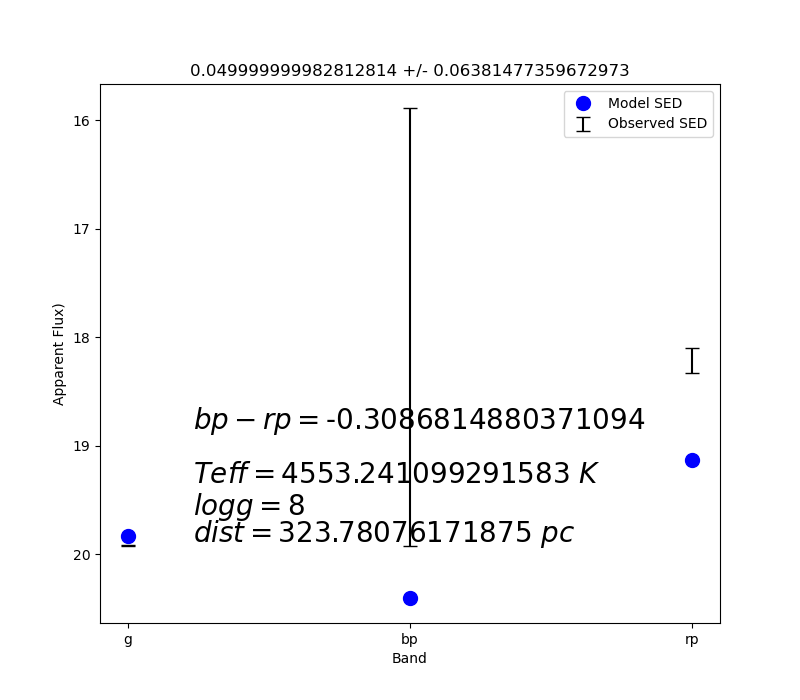 0.049999999982812814 +/- 0.06381477359672973
Model SED
Observed SED
16
17
18
19
20
Apparent Flux)
bp − rp = -0.3086814880371094
Teff = 4553.241099291583 K
logg = 8
dist = 323.78076171875 pc
g
bp
rp
Band